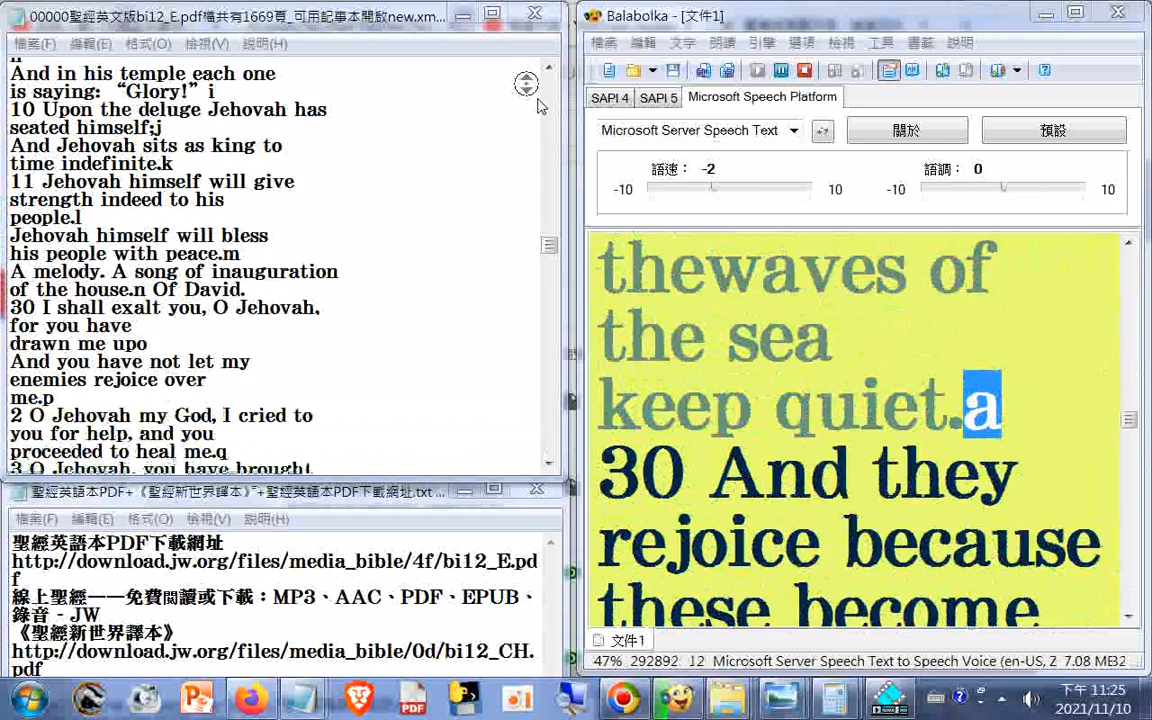 00000聖經英文版bi12_E.pdf檔共有1669頁_可用記事本開啟new.xm...
檔案(F) 編輯(E) 格式(O) 檢視(V) 說明(H)
And in his temple each one
is saying: “Glory!” i
10 Upon the deluge Jehovah has
seated himself;j
And Jehovah sits as king to
time indefinite.k
11 Jehovah himself will give
strength indeed to his
people.l
Jehovah himself will bless
his people with peace.m
A melody. A song of inauguration
of the house.n Of David.
30 I shall exalt you, O Jehovah,
for you have
drawn me upo
And you have not let my
enemies rejoice over
me.p
2 O Jehovah my God, I cried to
you for help, and you
proceeded to heal me.q
3 O Jehovah, you have brought
聖經英語本PDF+《聖經新世界譯本》"+聖經英語本PDF下載網址.txt ...
檔案(F) 編輯(E) 格式(O) 檢視(V) 說明(H)
聖經英語本PDF下載網址
http://download.jw.org/files/media_bible/4f/bi12_E.pd
f
線上聖經——免費閱讀或下載：MP3、AAC、PDF、EPUB、
錄音 - JW
《聖經新世界譯本》
http://download.jw.org/files/media_bible/0d/bi12_CH.
pdf
Balabolka - [文件1]
檔案 編輯 文字 朗讀 引擎 選項 檢視 工具 書籤 說明
SAPI 4 SAPI 5 Microsoft Speech Platform
Microsoft Server Speech Text 關於 預設
語速： -2 語調： 0
-10 10 -10 10
thewaves of
the sea
keep quiet.a
30 And they
rejoice because
these become
文件1
47% 292892 12 Microsoft Server Speech Text to Speech Voice (en-US, Z 7.08 MB
下午 11:25
2021/11/10